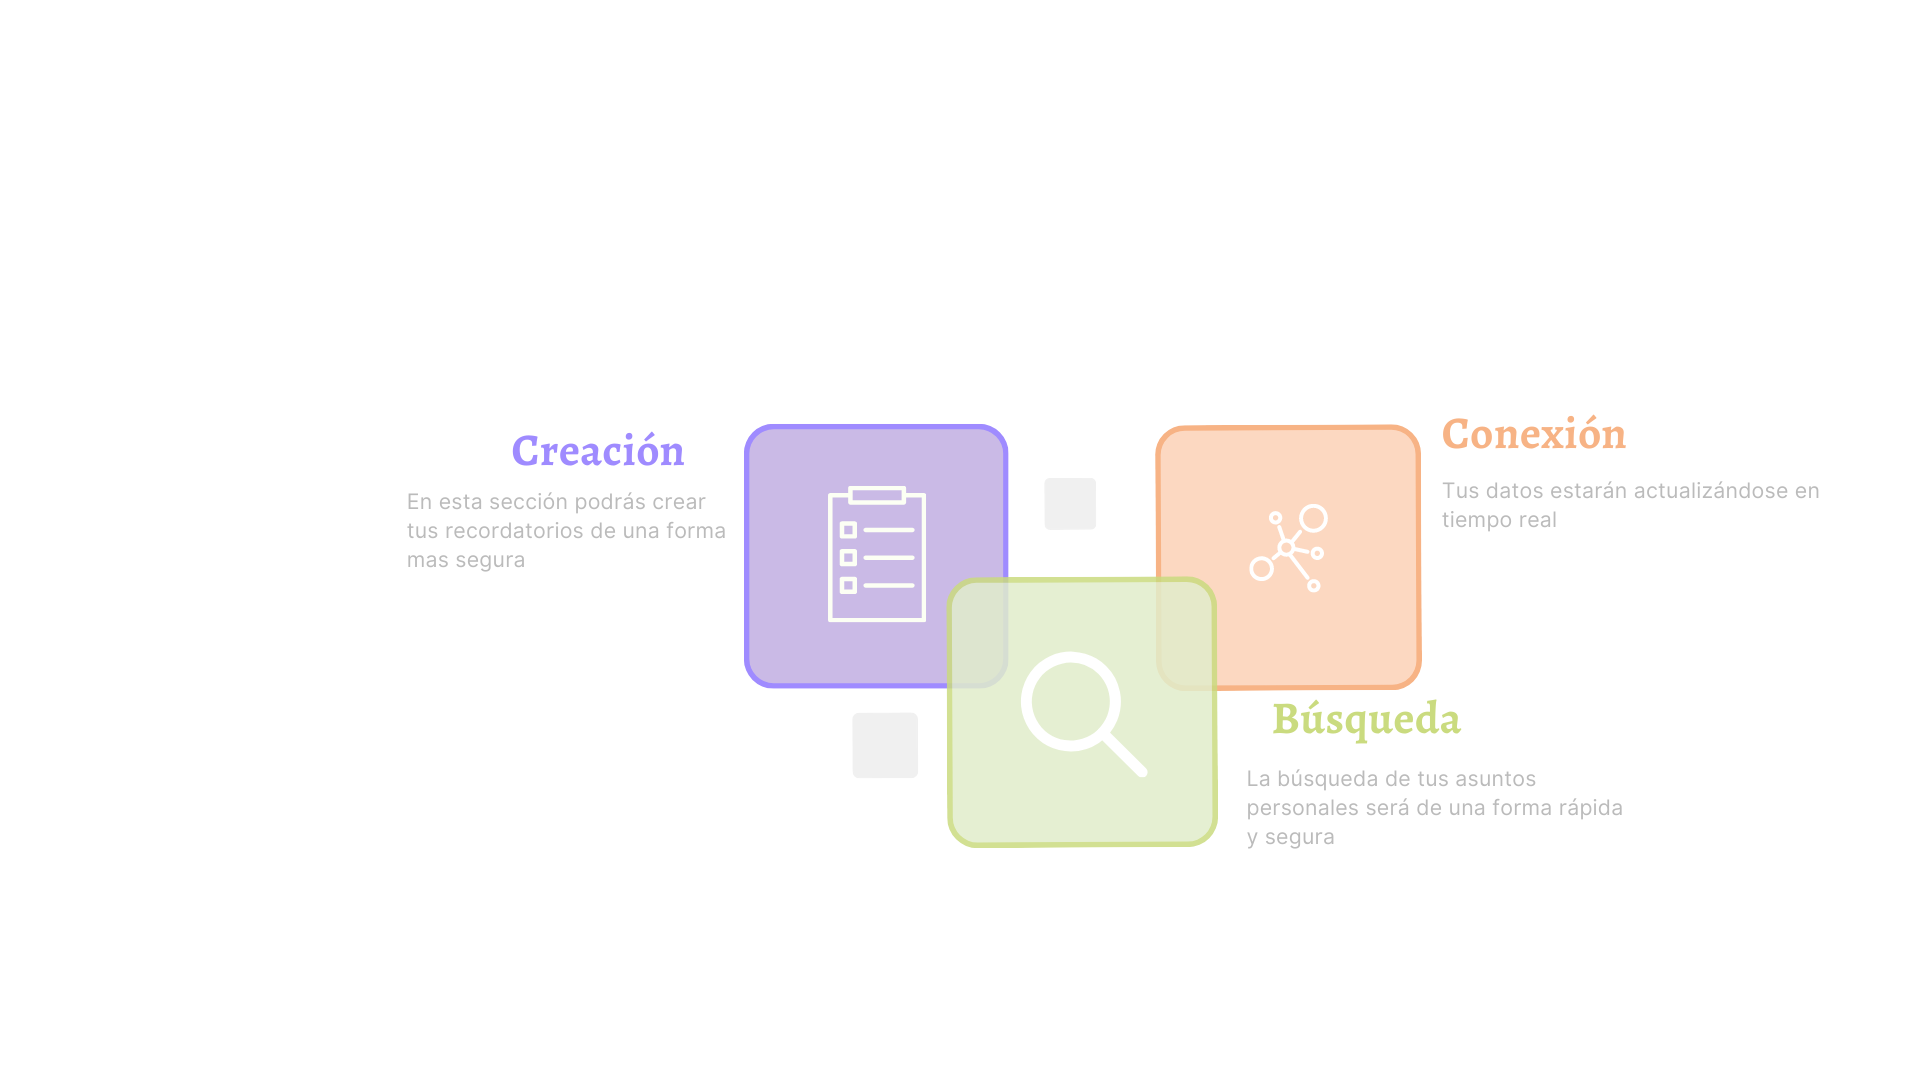 Creación
En esta sección podrás crear
tus recordatorios de una forma
mas segura
Conexión
Tus datos estarán actualizándose en
tiempo real
Búsqueda
La búsqueda de tus asuntos
personales será de una forma rápida
y segura